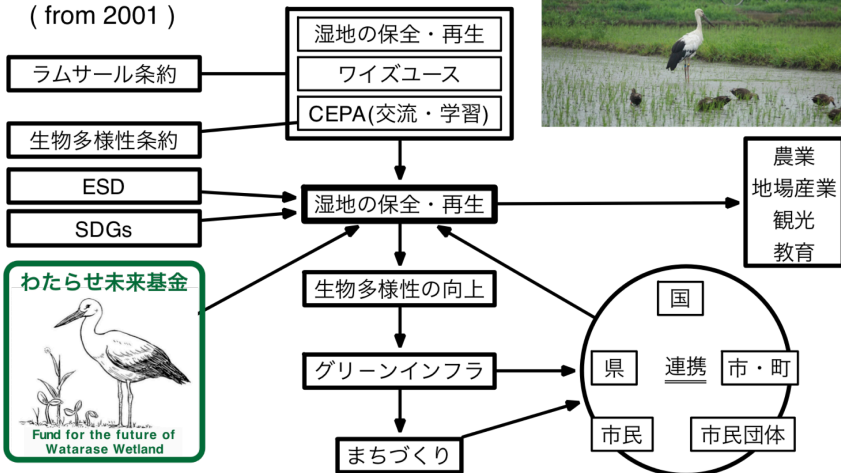 ( from 2001 )
湿地の保全・再生
ワイズユース
CEPA(交流・学習)
ラムサール条約
生物多様性条約
ESD
SDGs
湿地の保全・再生
農業
地場産業
観光
教育
わたらせ未来基金
Fund for the future of
Watarase Wetland
生物多様性の向上
グリーンインフラ
まちづくり
国
県
連携
市・町
市民
市民団体